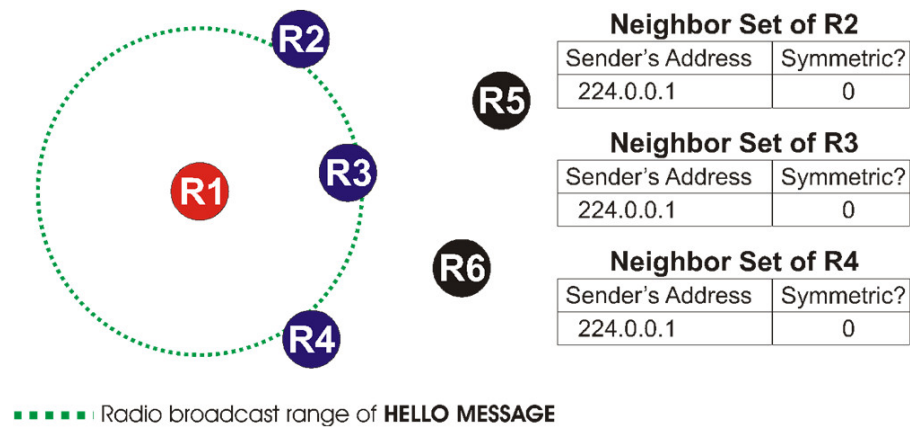 R1
R2
R3
R4
R5
R6
Neighbor Set of R2
Sender's Address Symmetric?
224.0.0.1 0
Neighbor Set of R3
Sender's Address Symmetric?
224.0.0.1 0
Neighbor Set of R4
Sender's Address Symmetric?
224.0.0.1 0
Radio broadcast range of HELLO MESSAGE